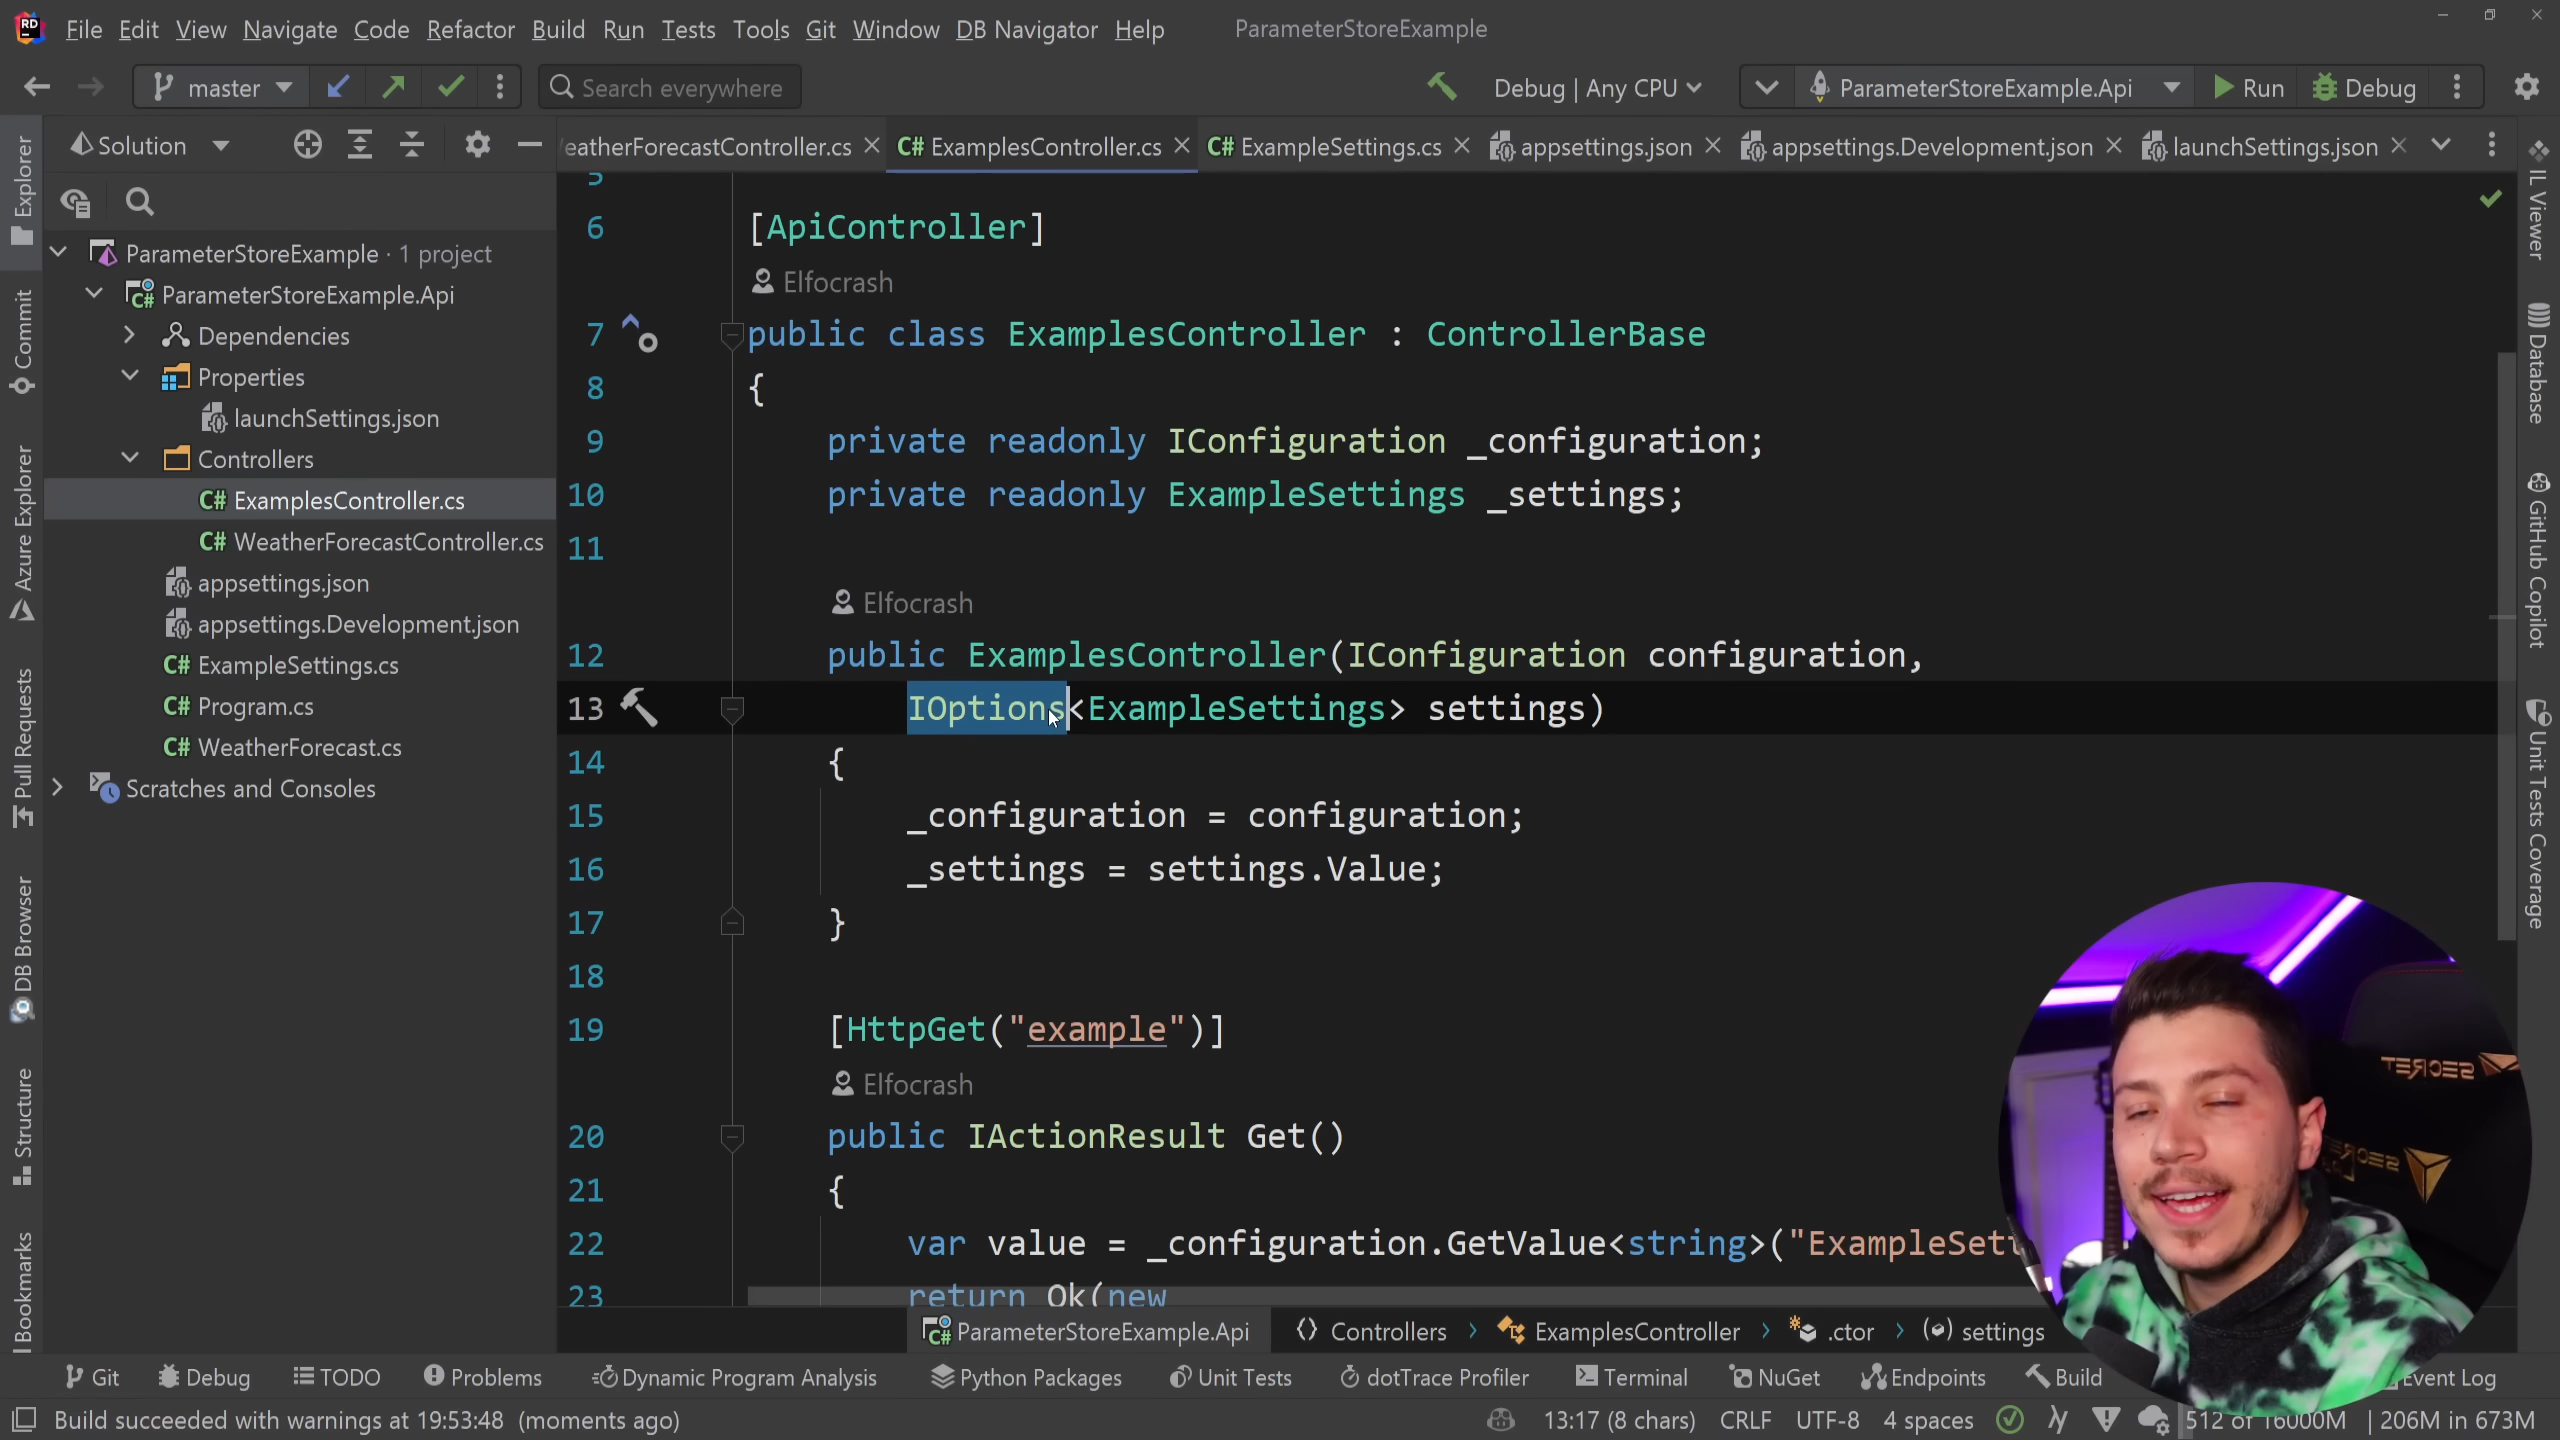 File Edit View Navigate Code Refactor Build Run Tests Tools Git Window DB Navigator Help ParameterStoreExample
master Search everywhere Debug | Any CPU ParameterStoreExample.Api Run Debug
Solution
eatherForecastController.cs C# ExamplesController.cs C# ExampleSettings.cs appsettings.json appsettings.Development.json launchSettings.json
Explorer
Commit
Azure Explorer
Pull Requests
DB Browser
Structure
Bookmarks
ParameterStoreExample · 1 project
C# ParameterStoreExample.Api
Dependencies
Properties
launchSettings.json
Controllers
C# ExamplesController.cs
C# WeatherForecastController.cs
appsettings.json
appsettings.Development.json
C# ExampleSettings.cs
C# Program.cs
C# WeatherForecast.cs
Scratches and Consoles
5
6 [ApiController]
Elfocrash
7 public class ExamplesController : ControllerBase
8 {
9 private readonly IConfiguration _configuration;
10 private readonly ExampleSettings _settings;
11
Elfocrash
12 public ExamplesController(IConfiguration configuration,
13 IOptions<ExampleSettings> settings)
14 {
15 _configuration = configuration;
16 _settings = settings.Value;
17 }
18
19 [HttpGet("example")]
Elfocrash
20 public IActionResult Get()
21 {
22 var value = _configuration.GetValue<string>("ExampleSett
23 return Ok(new
IL Viewer
Database
GitHub Copilot
Unit Tests Coverage
SECRET
C# ParameterStoreExample.Api Controllers ExamplesController .ctor settings
Git Debug TODO Problems Dynamic Program Analysis Python Packages Unit Tests dotTrace Profiler Terminal NuGet Endpoints Build Event Log
Build succeeded with warnings at 19:53:48 (moments ago) 13:17 (8 chars) CRLF UTF-8 4 spaces 512 of 16000M 206M in 673M